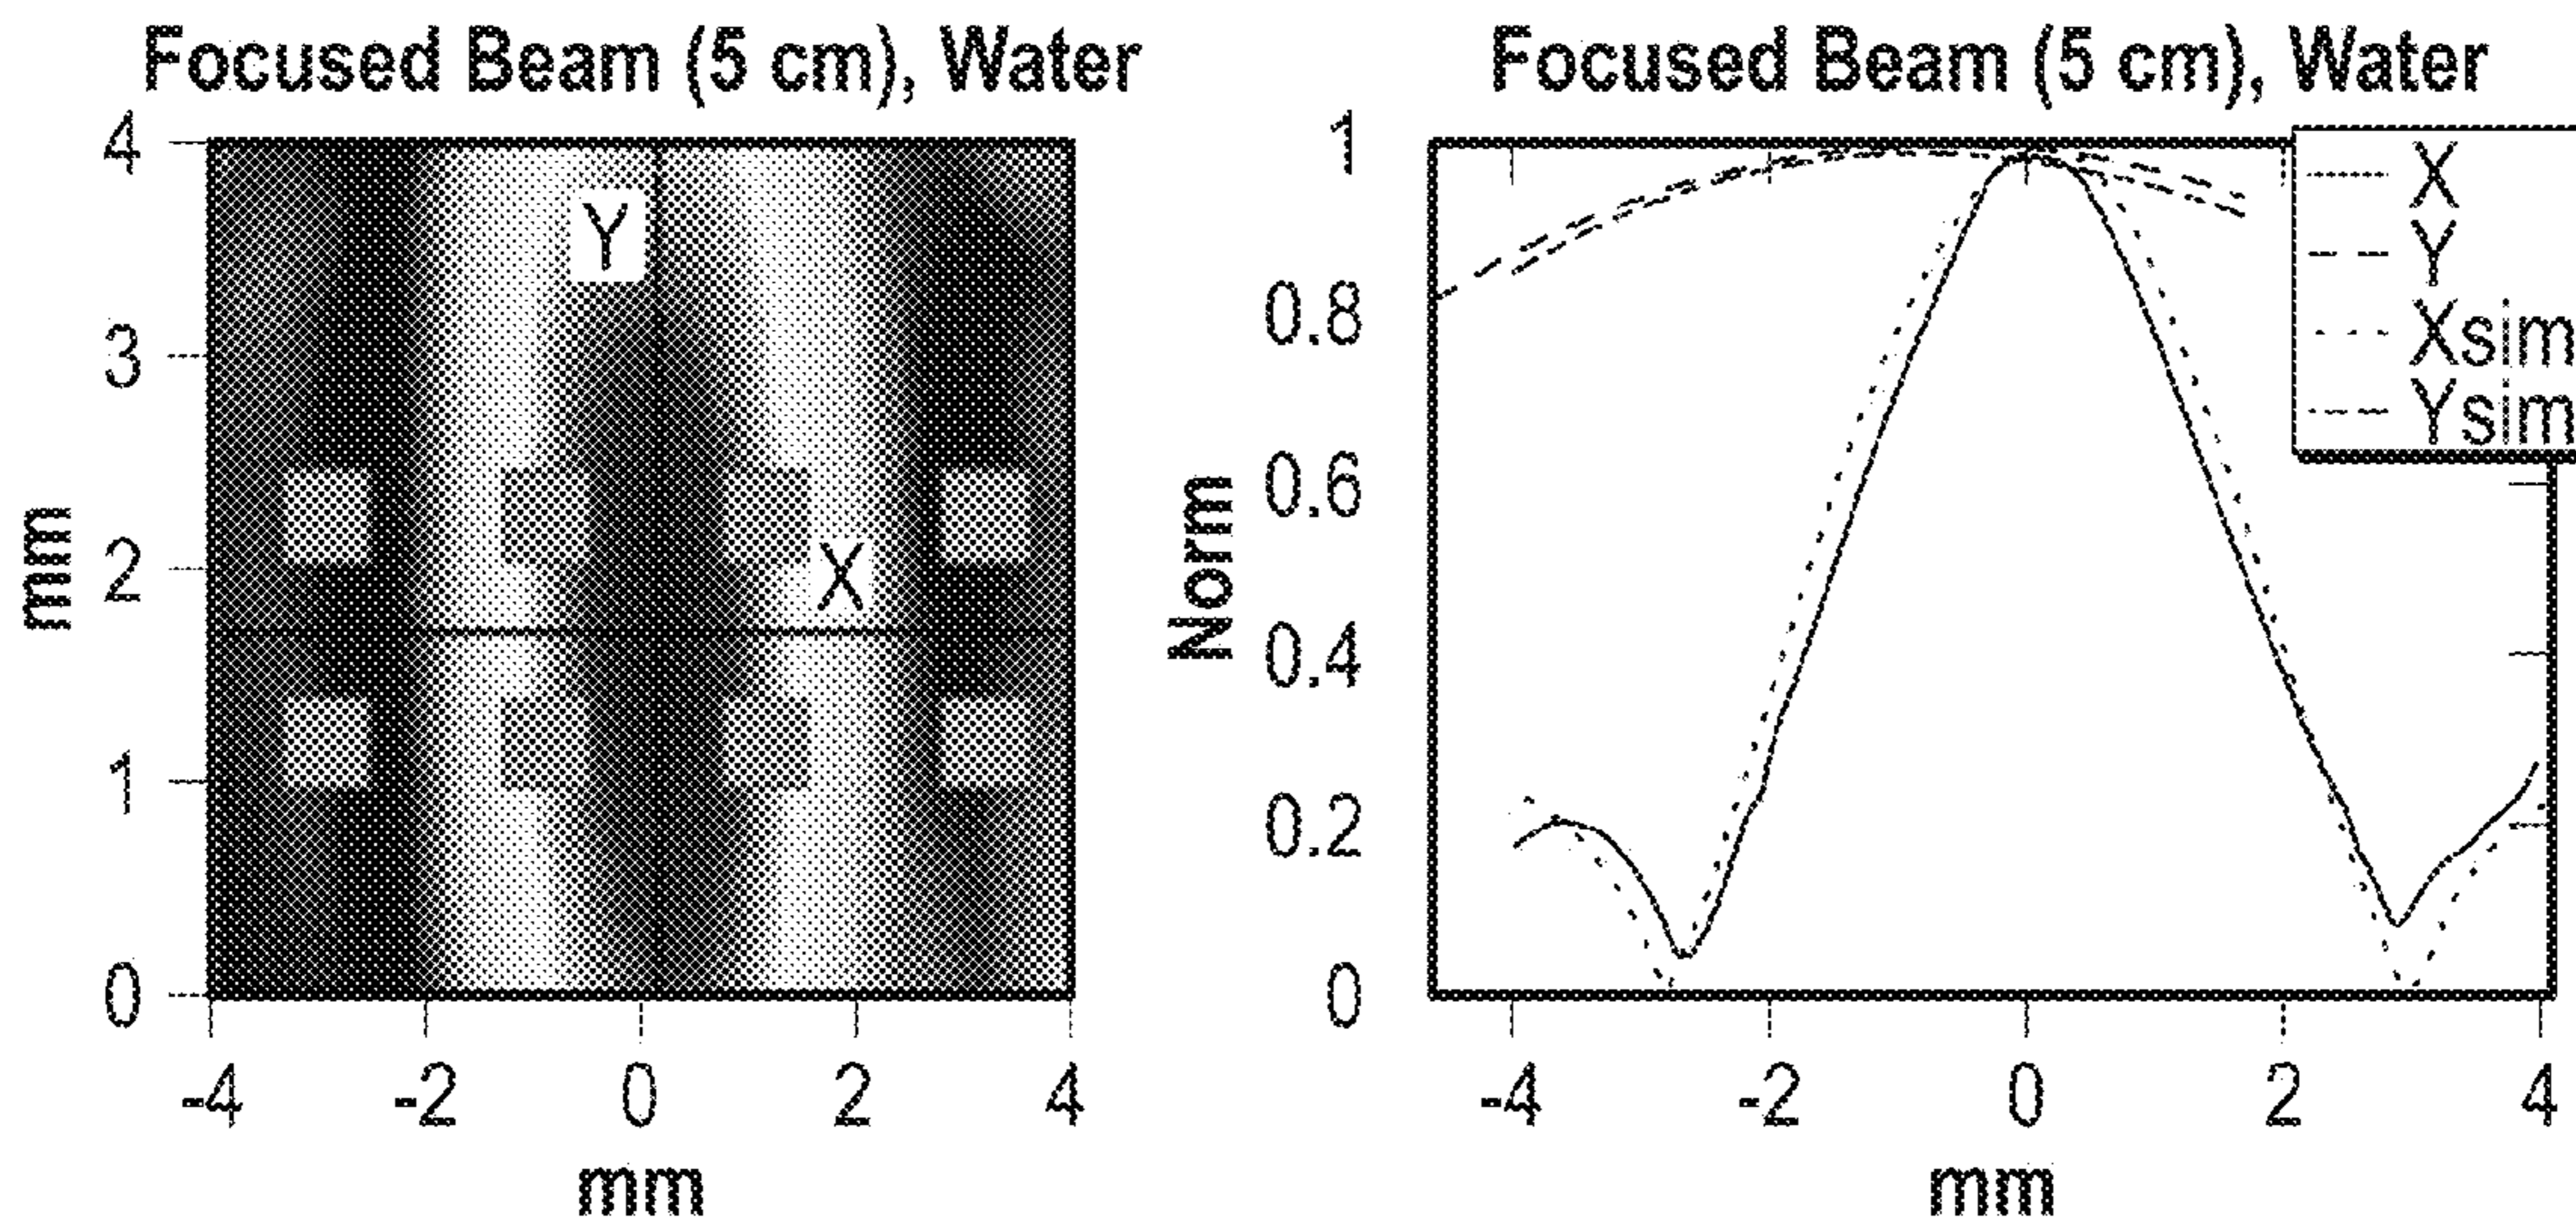 Focused Beam (5 cm), Water
4
3
2
1
0
mm
Y
X
-4 -2 0 2 4
mm
Focused Beam (5 cm), Water
1
0.8
0.6
0.4
0.2
0
Norm
X
Y
Xsim
Ysim
-4 -2 0 2 4
mm